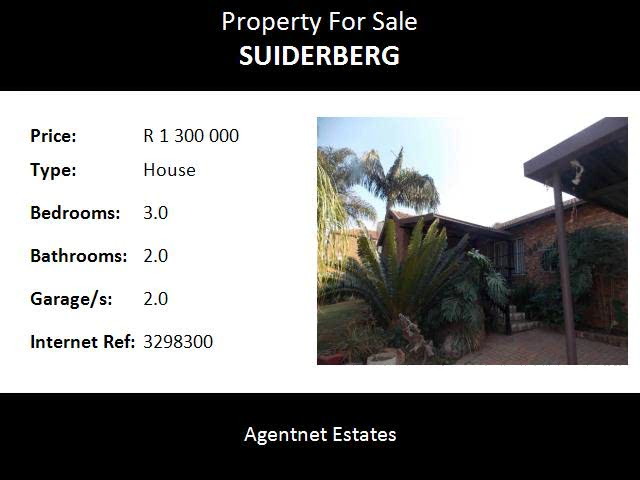 Property For Sale
SUIDERBERG
Price: R 1 300 000
Type: House
Bedrooms: 3.0
Bathrooms: 2.0
Garage/s: 2.0
Internet Ref: 3298300
Agentnet Estates